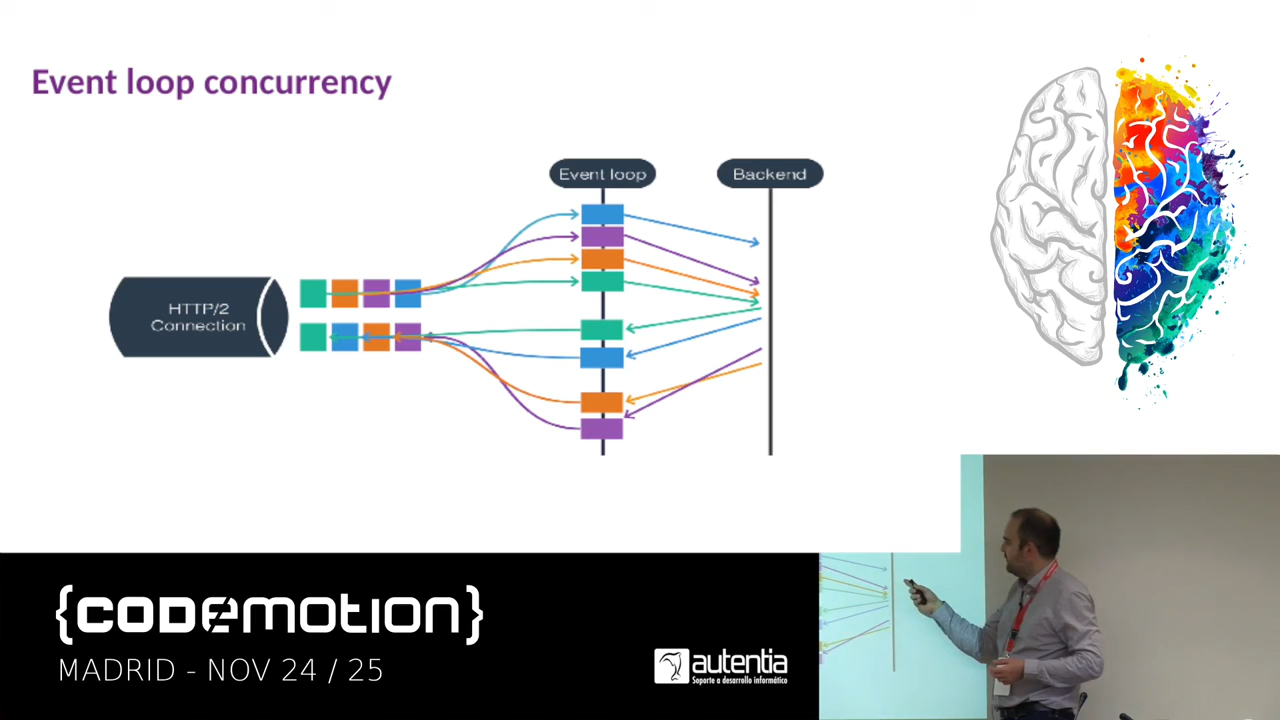 Event loop concurrency
Event loop
Backend
HTTP/2
Connection
{CODEMOTION}
MADRID - NOV 24 / 25
autentia
Soporte a desarrollo informático